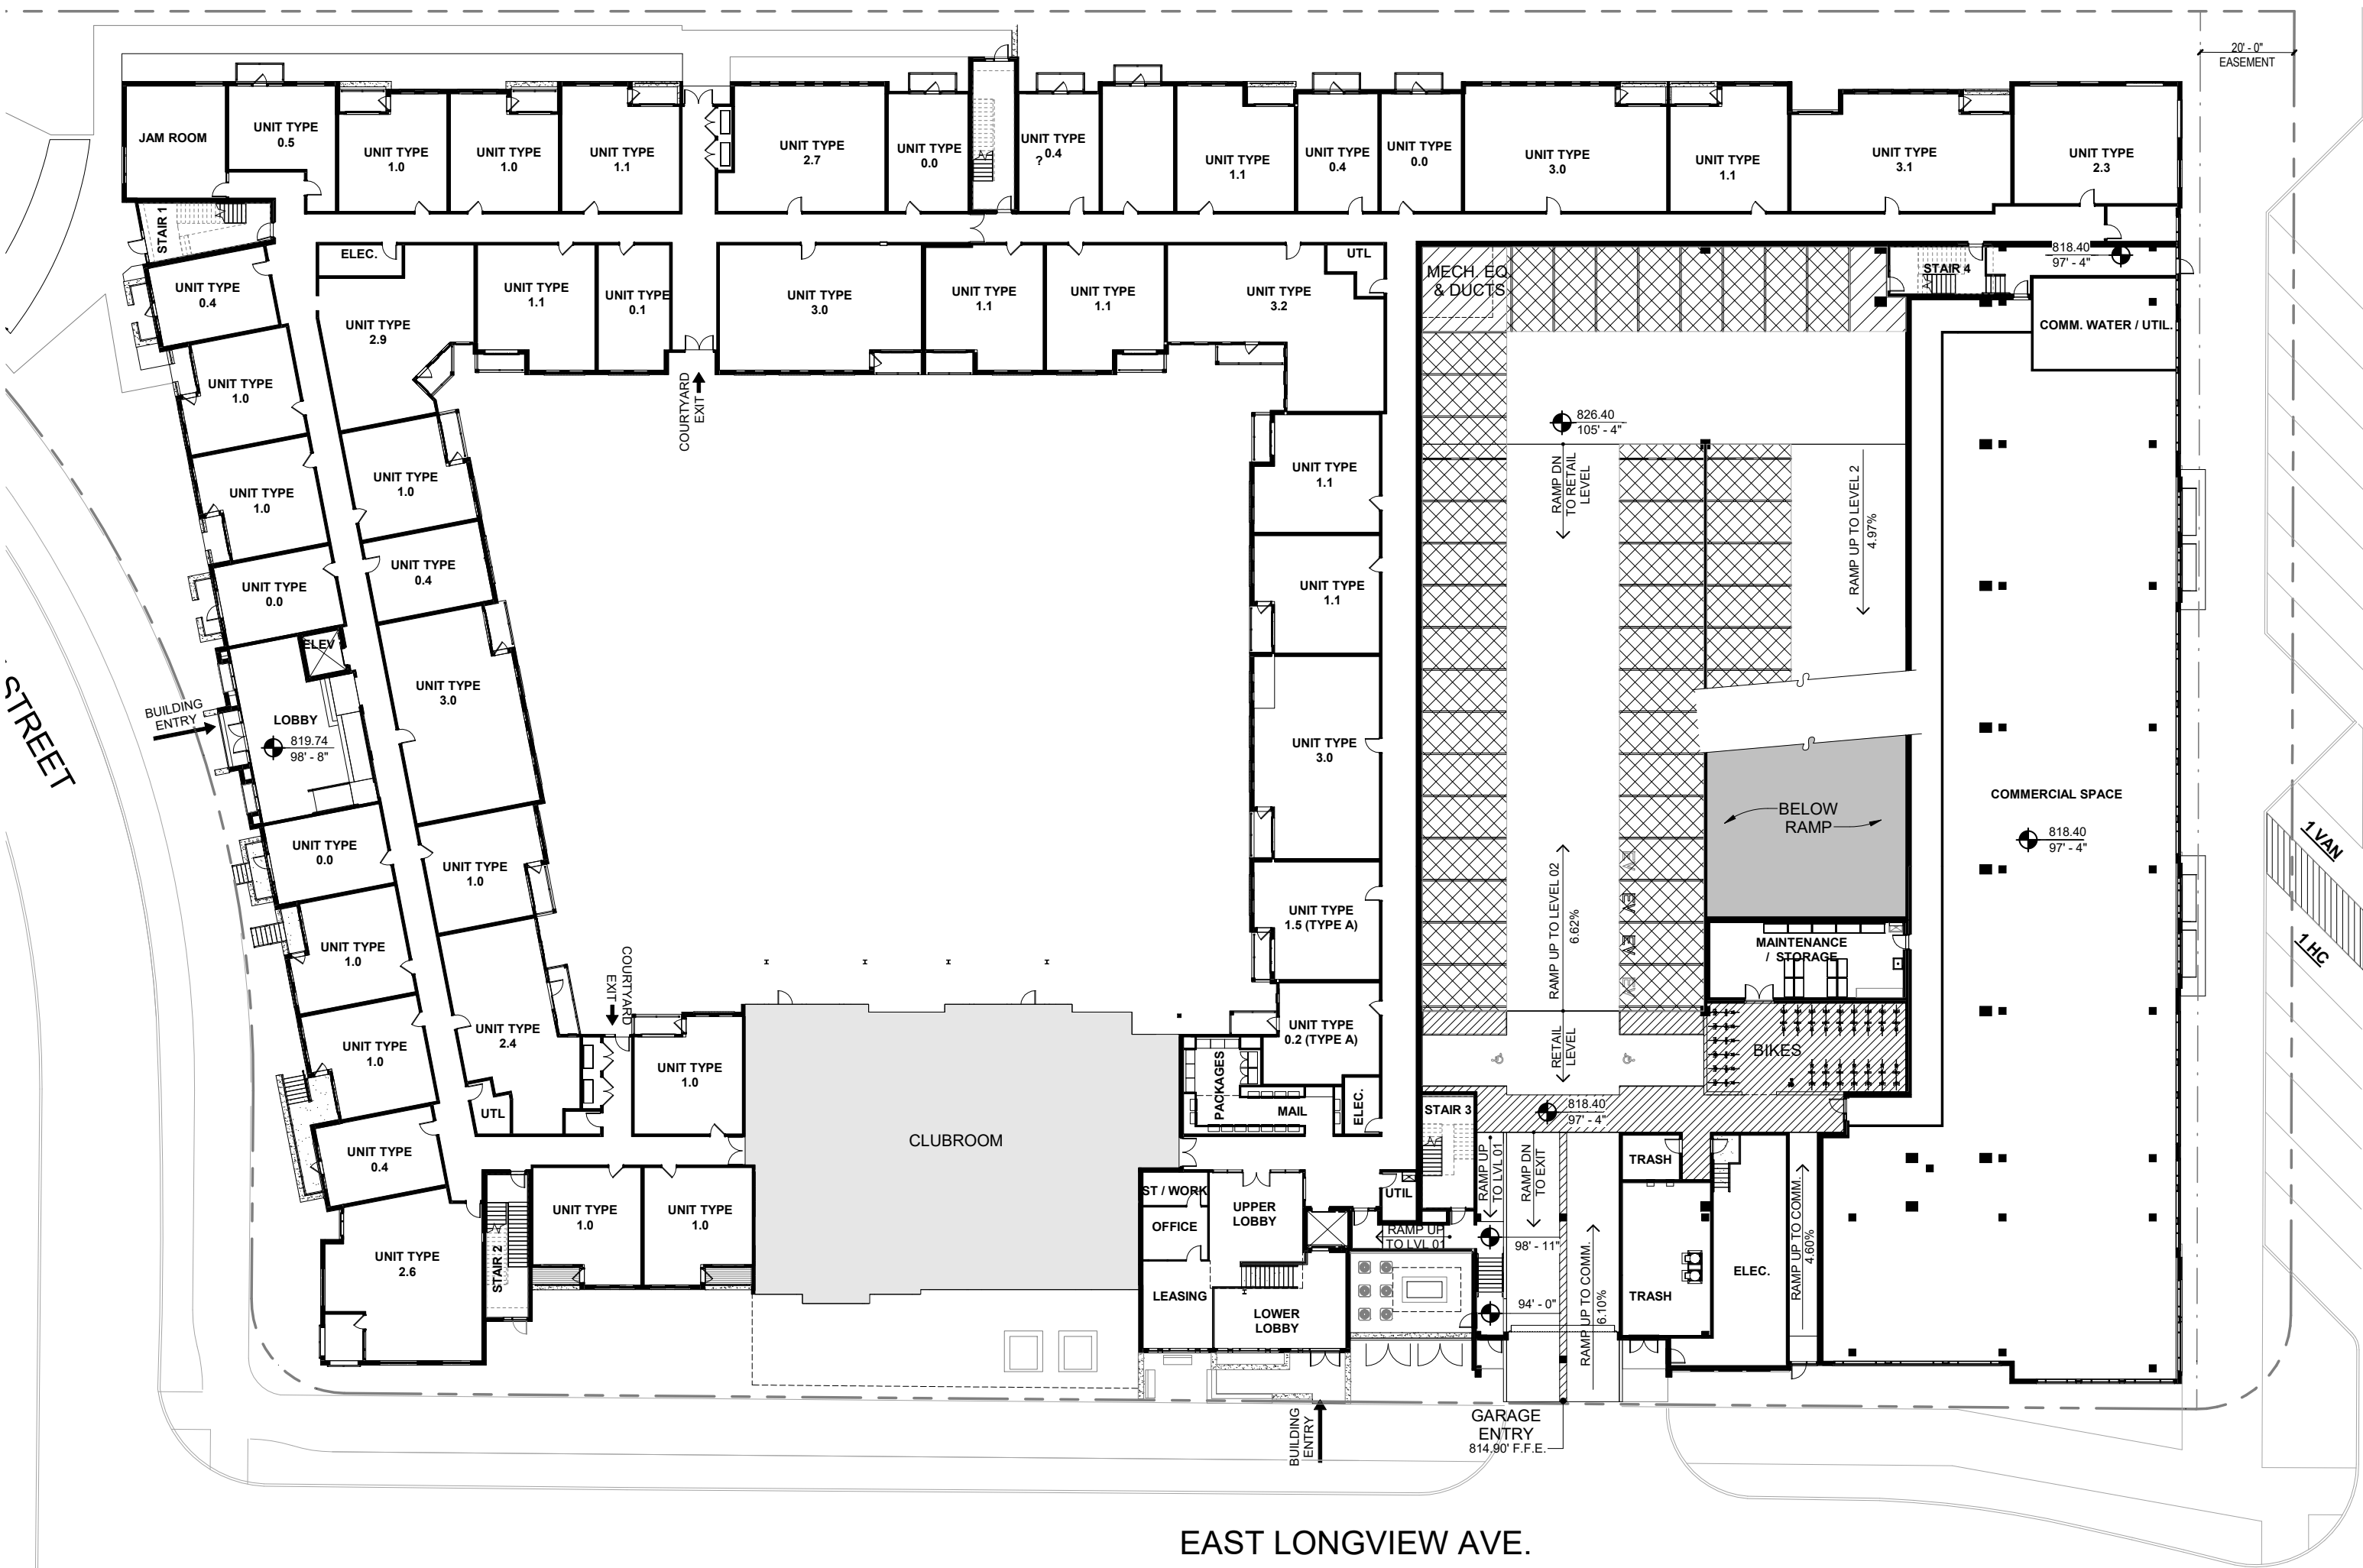 20' - 0"
EASEMENT
JAM ROOM
UNIT TYPE
0.5
UNIT TYPE
1.0
UNIT TYPE
1.0
UNIT TYPE
1.1
UNIT TYPE
2.7
UNIT TYPE
0.0
UNIT TYPE
? 0.4
UNIT TYPE
1.1
UNIT TYPE
0.4
UNIT TYPE
0.0
UNIT TYPE
3.0
UNIT TYPE
1.1
UNIT TYPE
3.1
UNIT TYPE
2.3
STAIR 1
ELEC.
UNIT TYPE
0.4
UNIT TYPE
2.9
UNIT TYPE
1.1
UNIT TYPE
0.1
UNIT TYPE
3.0
UNIT TYPE
1.1
UNIT TYPE
1.1
UNIT TYPE
3.2
UTL
MECH. EQ.
& DUCTS
STAIR 4
818.40
97' - 4"
COMM. WATER / UTIL.
UNIT TYPE
1.0
COURTYARD
EXIT
826.40
105' - 4"
RAMP DN
TO RETAIL
LEVEL
RAMP UP TO LEVEL 2
4.97%
UNIT TYPE
1.0
UNIT TYPE
1.0
UNIT TYPE
1.1
UNIT TYPE
0.0
UNIT TYPE
0.4
UNIT TYPE
1.1
ELEV
UNIT TYPE
3.0
STREET
BUILDING
ENTRY
LOBBY
819.74
98' - 8"
UNIT TYPE
3.0
BELOW
RAMP
COMMERCIAL SPACE
818.40
97' - 4"
1 VAN
1 HC
UNIT TYPE
0.0
UNIT TYPE
1.0
UNIT TYPE
1.5 (TYPE A)
RAMP UP TO LEVEL 02
6.62%
EV
EV
EV
EV
UNIT TYPE
1.0
MAINTENANCE
/ STORAGE
COURTYARD
EXIT
UNIT TYPE
2.4
UNIT TYPE
1.0
UNIT TYPE
1.0
UNIT TYPE
0.2 (TYPE A)
RETAIL
LEVEL
BIKES
PACKAGES
MAIL
ELEC.
UTL
STAIR 3
818.40
97' - 4"
CLUBROOM
UNIT TYPE
0.4
RAMP UP
TO LVL 01
RAMP DN
TO EXIT
TRASH
ST / WORK
OFFICE
UPPER
LOBBY
UTIL
RAMP UP
TO LVL 01
98' - 11"
UNIT TYPE
1.0
UNIT TYPE
1.0
UNIT TYPE
2.6
STAIR 2
LEASING
LOWER
LOBBY
94' - 0"
RAMP UP TO COMM.
6.10%
TRASH
ELEC.
RAMP UP TO COMM.
4.60%
BUILDING
ENTRY
GARAGE
ENTRY
814.90' F.F.E.
EAST LONGVIEW AVE.